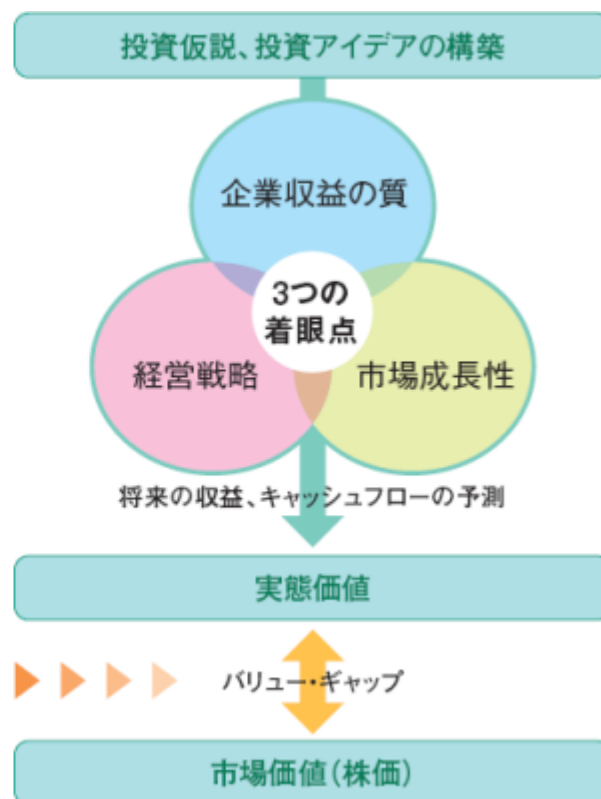 投資仮説、投資アイデアの構築
企業収益の質
3つの
着眼点
経営戦略
市場成長性
将来の収益、キャッシュフローの予測
実態価値
バリュー・ギャップ
市場価値(株価)